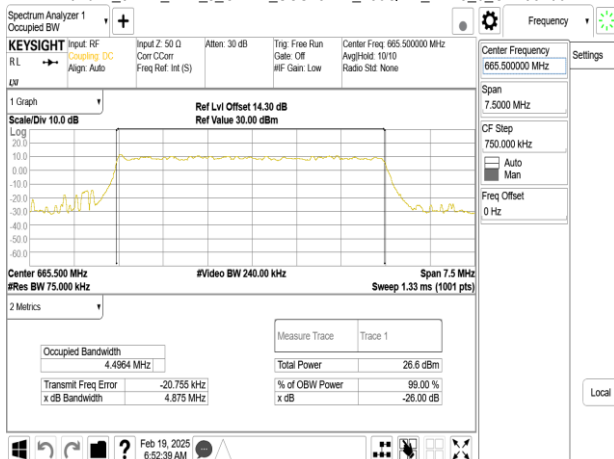 Spectrum Analyzer 1
Occupied BW
+
Frequency
KEYSIGHT
Input: RF
Input Z: 50 Ω
Atten: 30 dB
Trig: Free Run
Center Freq: 665.500000 MHz
RL
Coupling: DC
Corr CCorr
Gate: Off
Avg|Hold: 10/10
Align: Auto
Freq Ref: Int (S)
#IF Gain: Low
Radio Std: None
LXI
Center Frequency
665.500000 MHz
Settings
Span
7.5000 MHz
CF Step
750.000 kHz
Auto
Man
Freq Offset
0 Hz
Local
1 Graph
Scale/Div 10.0 dB
Ref Lvl Offset 14.30 dB
Ref Value 30.00 dBm
Log
20.0
10.0
0.00
-10.0
-20.0
-30.0
-40.0
-50.0
-60.0
Center 665.500 MHz
#Video BW 240.00 kHz
Span 7.5 MHz
#Res BW 75.000 kHz
Sweep 1.33 ms (1001 pts)
2 Metrics
Measure Trace
Trace 1
Occupied Bandwidth
4.4964 MHz
Total Power
26.6 dBm
Transmit Freq Error
-20.755 kHz
% of OBW Power
99.00 %
x dB Bandwidth
4.875 MHz
x dB
-26.00 dB
?
Feb 19, 2025
6:52:39 AM